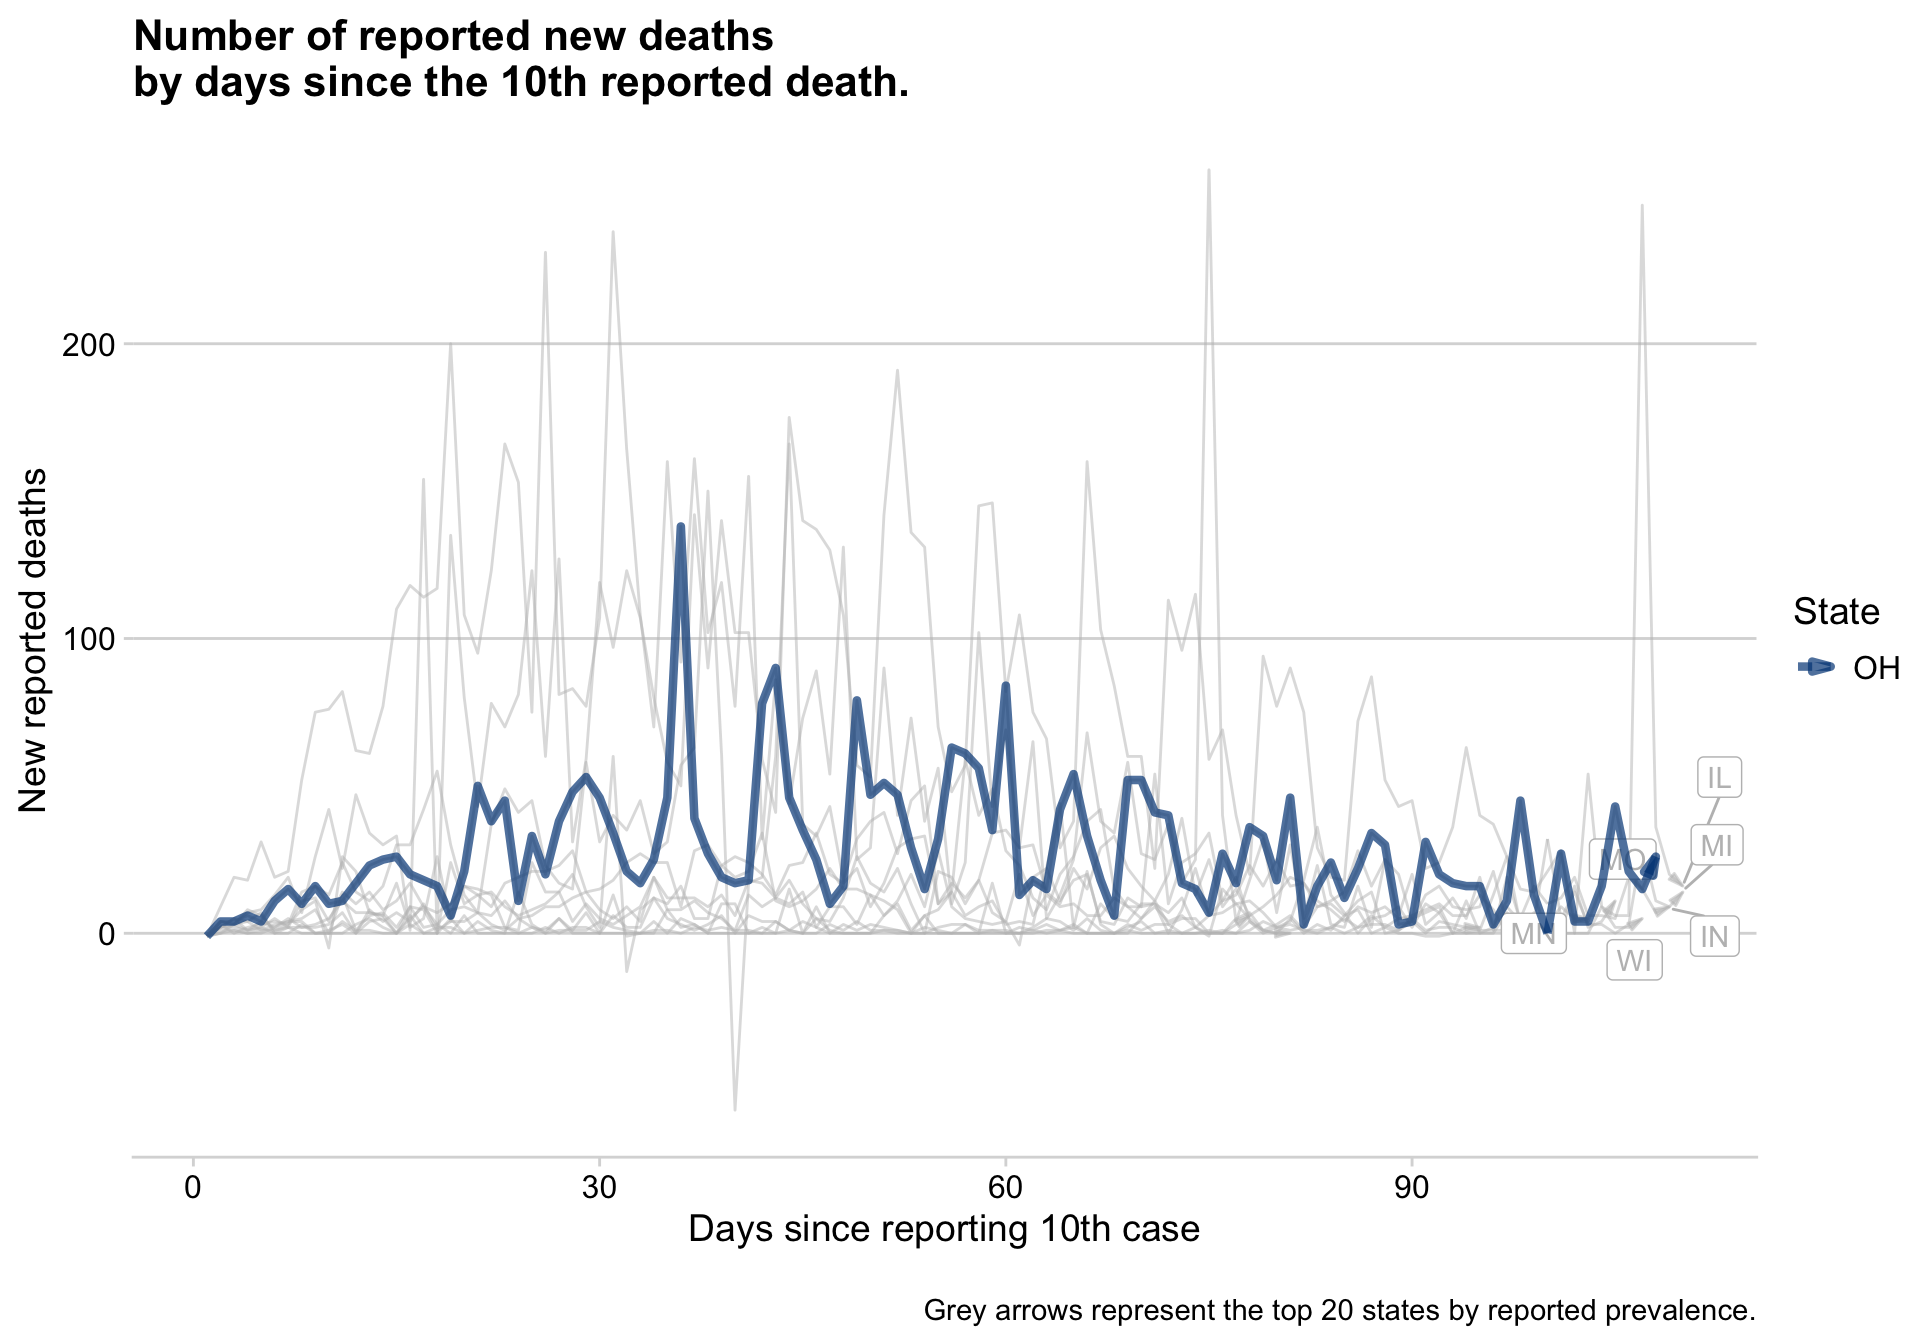 Number of reported new deaths
by days since the 10th reported death.
New reported deaths
200
100
0
0
30
60
90
Days since reporting 10th case
State
OH
IL
MI
MO
MN
IN
WI
Grey arrows represent the top 20 states by reported prevalence.